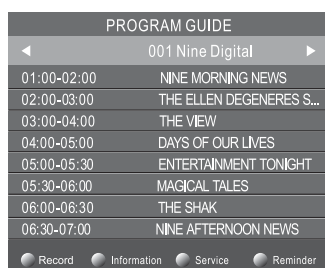 PROGRAM GUIDE
001 Nine Digital
01:00-02:00 NINE MORNING NEWS
02:00-03:00 THE ELLEN DEGENERES S...
03:00-04:00 THE VIEW
04:00-05:00 DAYS OF OUR LIVES
05:00-05:30 ENTERTAINMENT TONIGHT
05:30-06:00 MAGICAL TALES
06:00-06:30 THE SHAK
06:30-07:00 NINE AFTERNOON NEWS
Record Information Service Reminder